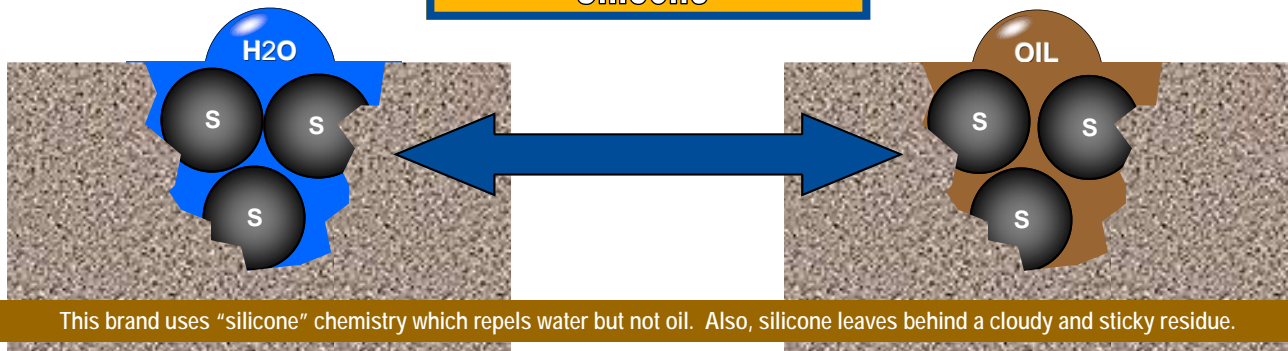 Silicone
H2O
OIL
S S
S S
S
S
This brand uses “silicone” chemistry which repels water but not oil. Also, silicone leaves behind a cloudy and sticky residue.